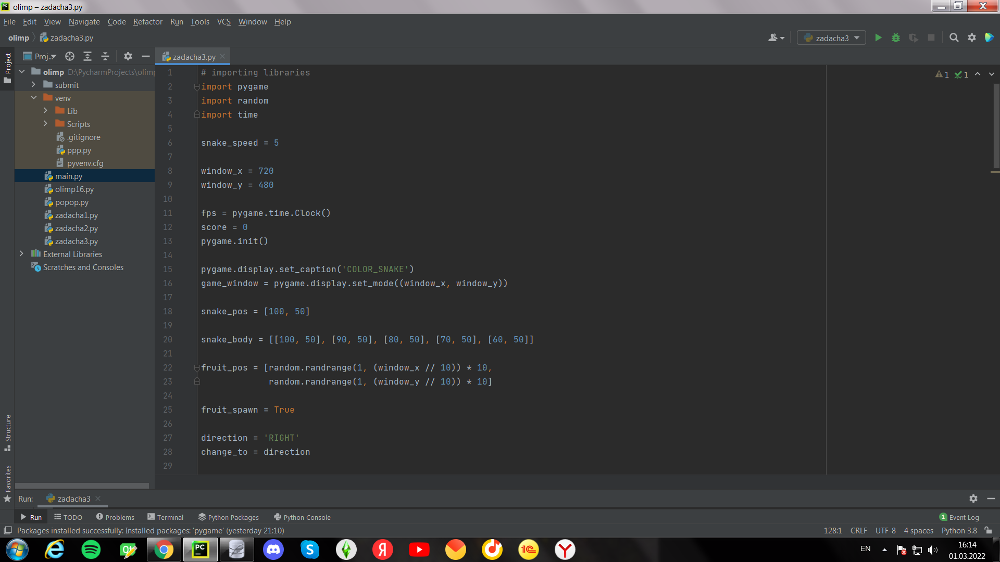 olimp – zadacha3.py
File Edit View Navigate Code Refactor Run Tools VCS Window Help
olimp zadacha3.py
zadacha3
Project
Proj...
zadacha3.py
olimp D:\PycharmProjects\olimp
submit
venv
Lib
Scripts
.gitignore
ppp.py
pyvenv.cfg
main.py
olimp16.py
popop.py
zadacha1.py
zadacha2.py
zadacha3.py
External Libraries
Scratches and Consoles
1 # importing libraries
2 import pygame
3 import random
4 import time
5
6 snake_speed = 5
7
8 window_x = 720
9 window_y = 480
10
11 fps = pygame.time.Clock()
12 score = 0
13 pygame.init()
14
15 pygame.display.set_caption('COLOR_SNAKE')
16 game_window = pygame.display.set_mode((window_x, window_y))
17
18 snake_pos = [100, 50]
19
20 snake_body = [[100, 50], [90, 50], [80, 50], [70, 50], [60, 50]]
21
22 fruit_pos = [random.randrange(1, (window_x // 10)) * 10,
23 random.randrange(1, (window_y // 10)) * 10]
24
25 fruit_spawn = True
26
27 direction = 'RIGHT'
28 change_to = direction
29
1 1
Structure
Favorites
Run: zadacha3
Run TODO Problems Terminal Python Packages Python Console
1 Event Log
Packages installed successfully: Installed packages: 'pygame' (yesterday 21:10)
128:1 CRLF UTF-8 4 spaces Python 3.8
Qt
PC
S
Я
1С
Y
EN
16:14
01.03.2022